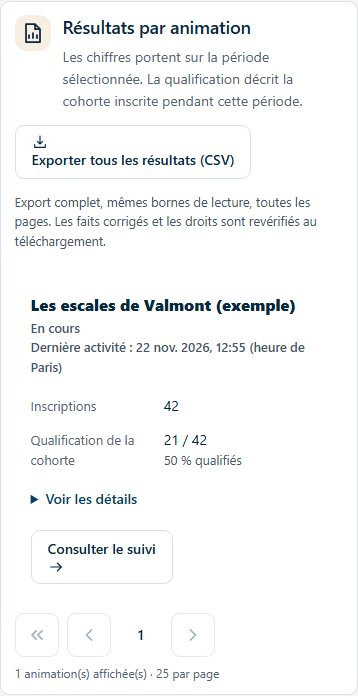 Résultats par animation
Les chiffres portent sur la période
sélectionnée. La qualification décrit la
cohorte inscrite pendant cette période.
Exporter tous les résultats (CSV)
Export complet, mêmes bornes de lecture, toutes les
pages. Les faits corrigés et les droits sont revérifiés au
téléchargement.
Les escales de Valmont (exemple)
En cours
Dernière activité : 22 nov. 2026, 12:55 (heure de
Paris)
Inscriptions 42
Qualification de la 21 / 42
cohorte 50 % qualifiés
▶ Voir les détails
Consulter le suivi
→
« ‹ 1 ›
1 animation(s) affichée(s) · 25 par page